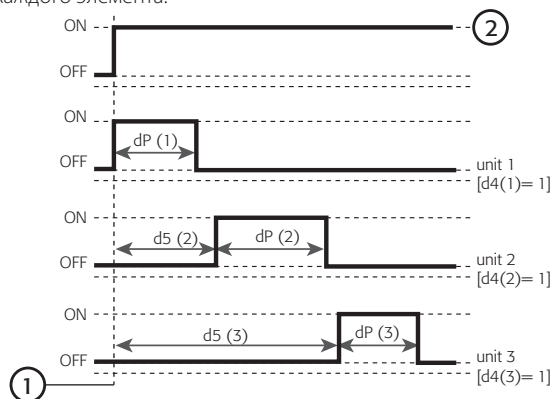 каждого элемента.
ON
2
OFF
ON
dP (1)
OFF
unit 1
[d4(1)= 1]
ON
d5 (2)
dP (2)
OFF
unit 2
[d4(2)= 1]
ON
d5 (3)
dP (3)
OFF
unit 3
[d4(3)= 1]
1